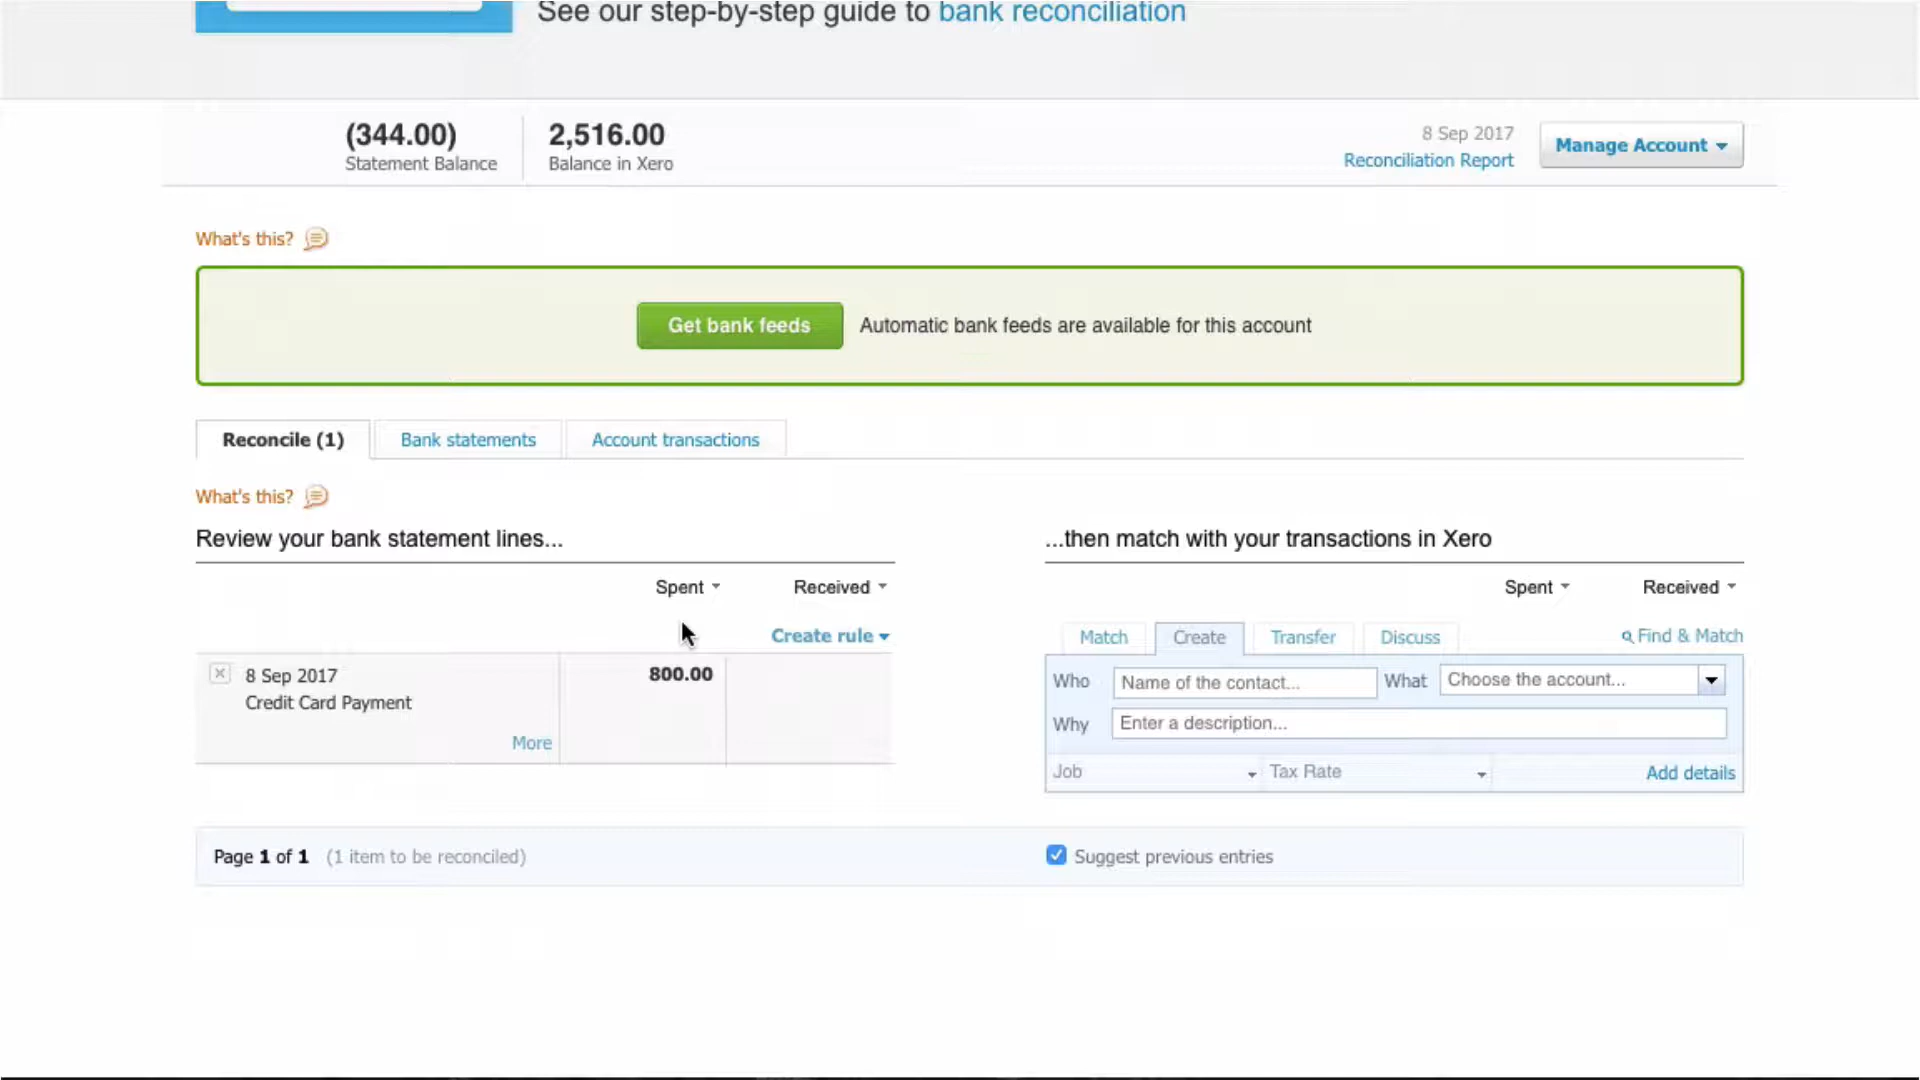 See our step-by-step guide to bank reconciliation
(344.00)
Statement Balance
2,516.00
Balance in Xero
8 Sep 2017
Reconciliation Report
Manage Account
What's this?
Get bank feeds
Automatic bank feeds are available for this account
Reconcile (1)
Bank statements
Account transactions
What's this?
Review your bank statement lines...
...then match with your transactions in Xero
Spent
Received
Spent
Received
Create rule
Match
Create
Transfer
Discuss
Find & Match
8 Sep 2017
Credit Card Payment
More
800.00
Who
Name of the contact...
What
Choose the account...
Why
Enter a description...
Job
Tax Rate
Add details
Page 1 of 1 (1 item to be reconciled)
Suggest previous entries